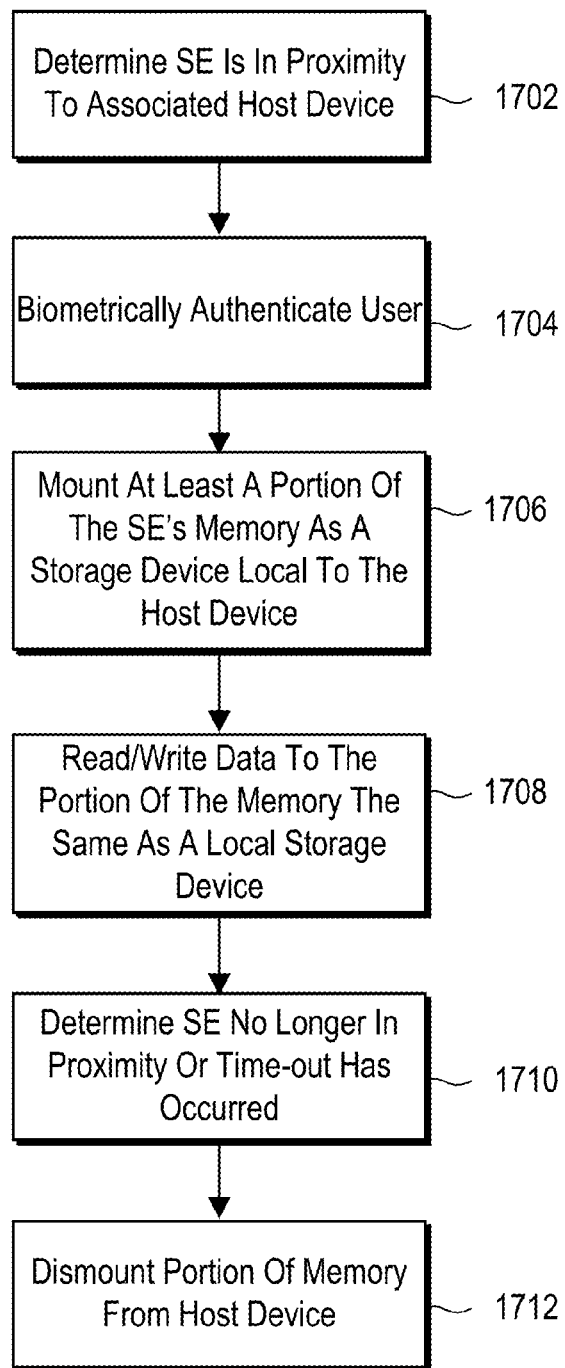 Determine SE Is In Proximity
To Associated Host Device
1702
Biometrically Authenticate User
1704
Mount At Least A Portion Of
The SE's Memory As A
Storage Device Local To The
Host Device
1706
Read/Write Data To The
Portion Of The Memory The
Same As A Local Storage
Device
1708
Determine SE No Longer In
Proximity Or Time-out Has
Occurred
1710
Dismount Portion Of Memory
From Host Device
1712